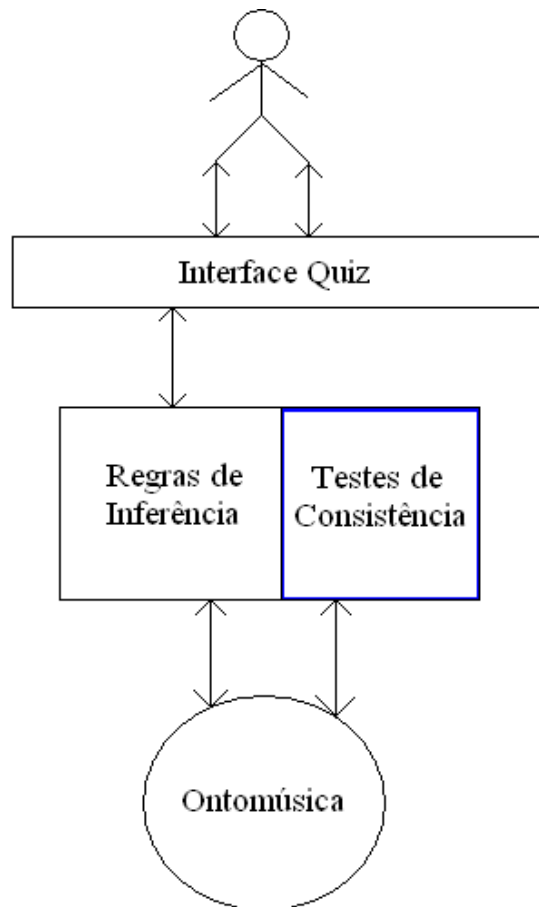 Interface Quiz
Regras de
Inferência
Testes de
Consistência
Ontomúsica